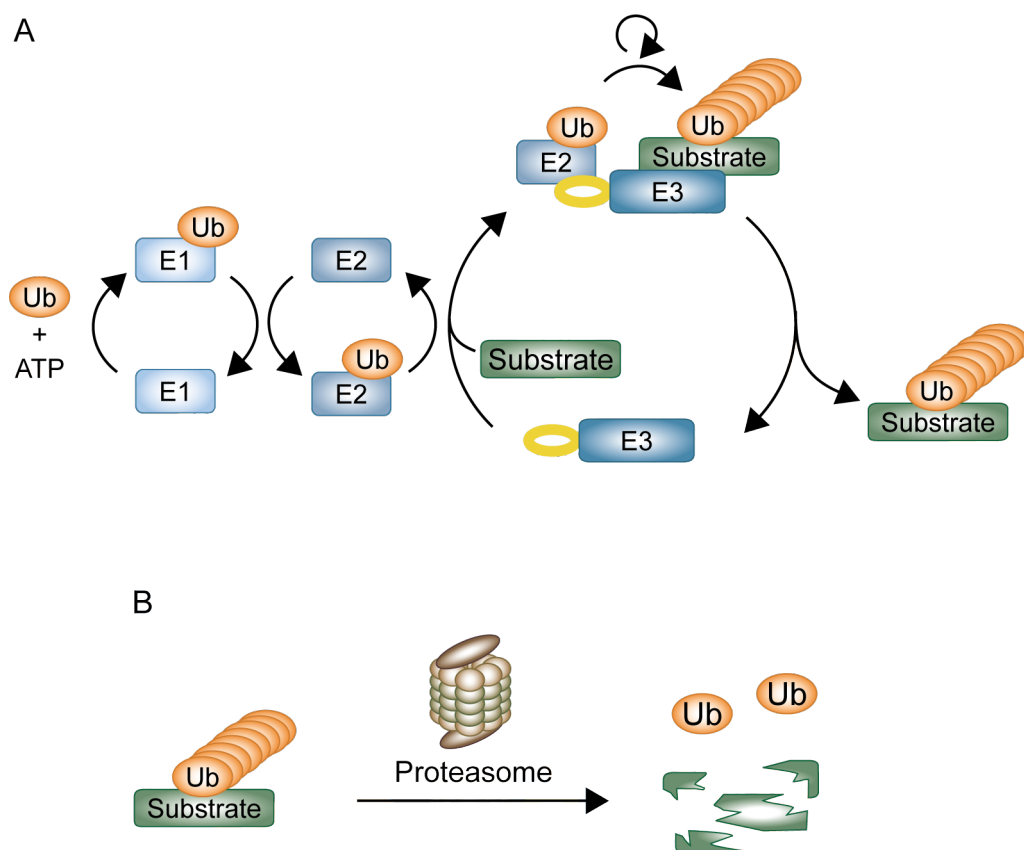 A
Ub
E2
Ub
Substrate
E3
Ub
E1
E2
Ub
+
ATP
E1
Ub
E2
Substrate
E3
Ub
Substrate
B
Ub
Substrate
Proteasome
Ub
Ub